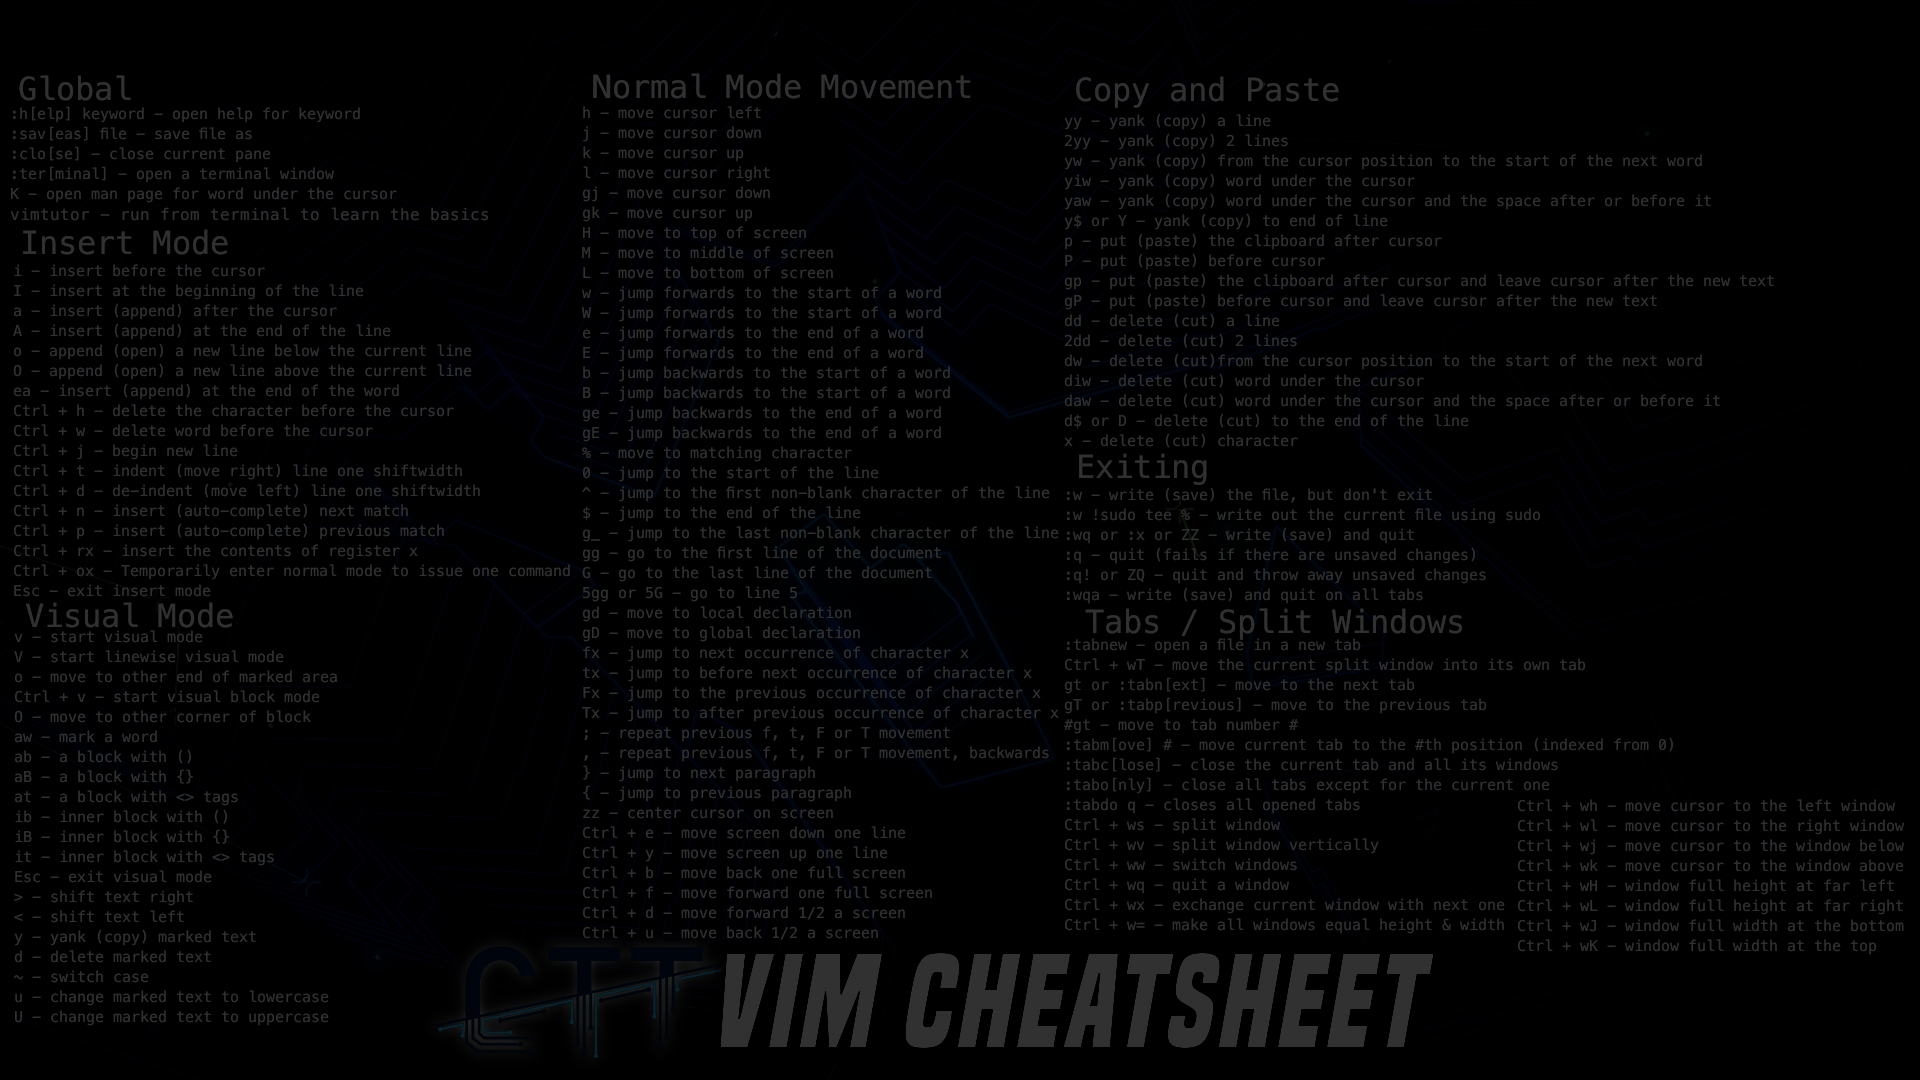 Global
:h[elp] keyword – open help for keyword
:sav[eas] file – save file as
:clo[se] – close current pane
:ter[minal] – open a terminal window
K – open man page for word under the cursor
vimtutor – run from terminal to learn the basics
Insert Mode
i – insert before the cursor
I – insert at the beginning of the line
a – insert (append) after the cursor
A – insert (append) at the end of the line
o – append (open) a new line below the current line
O – append (open) a new line above the current line
ea – insert (append) at the end of the word
Ctrl + h – delete the character before the cursor
Ctrl + w – delete word before the cursor
Ctrl + j – begin new line
Ctrl + t – indent (move right) line one shiftwidth
Ctrl + d – de–indent (move left) line one shiftwidth
Ctrl + n – insert (auto–complete) next match
Ctrl + p – insert (auto–complete) previous match
Ctrl + rx – insert the contents of register x
Ctrl + ox – Temporarily enter normal mode to issue one command
Esc – exit insert mode
Visual Mode
v – start visual mode
V – start linewise visual mode
o – move to other end of marked area
Ctrl + v – start visual block mode
O – move to other corner of block
aw – mark a word
ab – a block with ()
aB – a block with {}
at – a block with <> tags
ib – inner block with ()
iB – inner block with {}
it – inner block with <> tags
Esc – exit visual mode
> – shift text right
< – shift text left
y – yank (copy) marked text
d – delete marked text
~ – switch case
u – change marked text to lowercase
U – change marked text to uppercase
Normal Mode Movement
h – move cursor left
j – move cursor down
k – move cursor up
l – move cursor right
gj – move cursor down
gk – move cursor up
H – move to top of screen
M – move to middle of screen
L – move to bottom of screen
w – jump forwards to the start of a word
W – jump forwards to the start of a word
e – jump forwards to the end of a word
E – jump forwards to the end of a word
b – jump backwards to the start of a word
B – jump backwards to the start of a word
ge – jump backwards to the end of a word
gE – jump backwards to the end of a word
% – move to matching character
0 – jump to the start of the line
^ – jump to the first non–blank character of the line
$ – jump to the end of the line
g_ – jump to the last non–blank character of the line
gg – go to the first line of the document
G – go to the last line of the document
5gg or 5G – go to line 5
gd – move to local declaration
gD – move to global declaration
fx – jump to next occurrence of character x
tx – jump to before next occurrence of character x
Fx – jump to the previous occurrence of character x
Tx – jump to after previous occurrence of character x
; – repeat previous f, t, F or T movement
, – repeat previous f, t, F or T movement, backwards
} – jump to next paragraph
{ – jump to previous paragraph
zz – center cursor on screen
Ctrl + e – move screen down one line
Ctrl + y – move screen up one line
Ctrl + b – move back one full screen
Ctrl + f – move forward one full screen
Ctrl + d – move forward 1/2 a screen
Ctrl + u – move back 1/2 a screen
Copy and Paste
yy – yank (copy) a line
2yy – yank (copy) 2 lines
yw – yank (copy) from the cursor position to the start of the next word
yiw – yank (copy) word under the cursor
yaw – yank (copy) word under the cursor and the space after or before it
y$ or Y – yank (copy) to end of line
p – put (paste) the clipboard after cursor
P – put (paste) before cursor
gp – put (paste) the clipboard after cursor and leave cursor after the new text
gP – put (paste) before cursor and leave cursor after the new text
dd – delete (cut) a line
2dd – delete (cut) 2 lines
dw – delete (cut)from the cursor position to the start of the next word
diw – delete (cut) word under the cursor
daw – delete (cut) word under the cursor and the space after or before it
d$ or D – delete (cut) to the end of the line
x – delete (cut) character
Exiting
:w – write (save) the file, but don't exit
:w !sudo tee % – write out the current file using sudo
:wq or :x or ZZ – write (save) and quit
:q – quit (fails if there are unsaved changes)
:q! or ZQ – quit and throw away unsaved changes
:wqa – write (save) and quit on all tabs
Tabs / Split Windows
:tabnew – open a file in a new tab
Ctrl + wT – move the current split window into its own tab
gt or :tabn[ext] – move to the next tab
gT or :tabp[revious] – move to the previous tab
#gt – move to tab number #
:tabm[ove] # – move current tab to the #th position (indexed from 0)
:tabc[lose] – close the current tab and all its windows
:tabo[nly] – close all tabs except for the current one
:tabdo q – closes all opened tabs
Ctrl + ws – split window
Ctrl + wv – split window vertically
Ctrl + ww – switch windows
Ctrl + wq – quit a window
Ctrl + wx – exchange current window with next one
Ctrl + w= – make all windows equal height & width
Ctrl + wh – move cursor to the left window
Ctrl + wl – move cursor to the right window
Ctrl + wj – move cursor to the window below
Ctrl + wk – move cursor to the window above
Ctrl + wH – window full height at far left
Ctrl + wL – window full height at far right
Ctrl + wJ – window full width at the bottom
Ctrl + wK – window full width at the top
CTT VIM CHEATSHEET